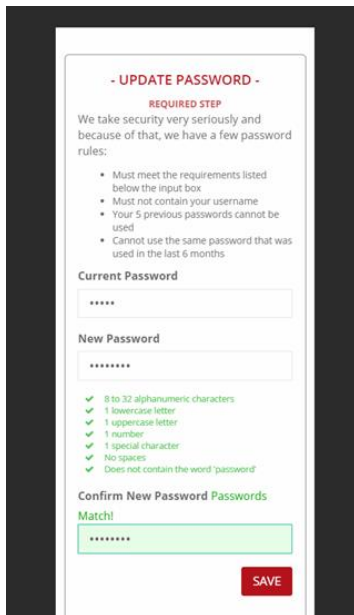 - UPDATE PASSWORD -
REQUIRED STEP
We take security very seriously and
because of that, we have a few password
rules:
• Must meet the requirements listed
below the input box
• Must not contain your username
• Your 5 previous passwords cannot be
used
• Cannot use the same password that was
used in the last 6 months
Current Password
•••••
New Password
••••••••
✔ 8 to 32 alphanumeric characters
✔ 1 lowercase letter
✔ 1 uppercase letter
✔ 1 number
✔ 1 special character
✔ No spaces
✔ Does not contain the word 'password'
Confirm New Password Passwords
Match!
••••••••
SAVE